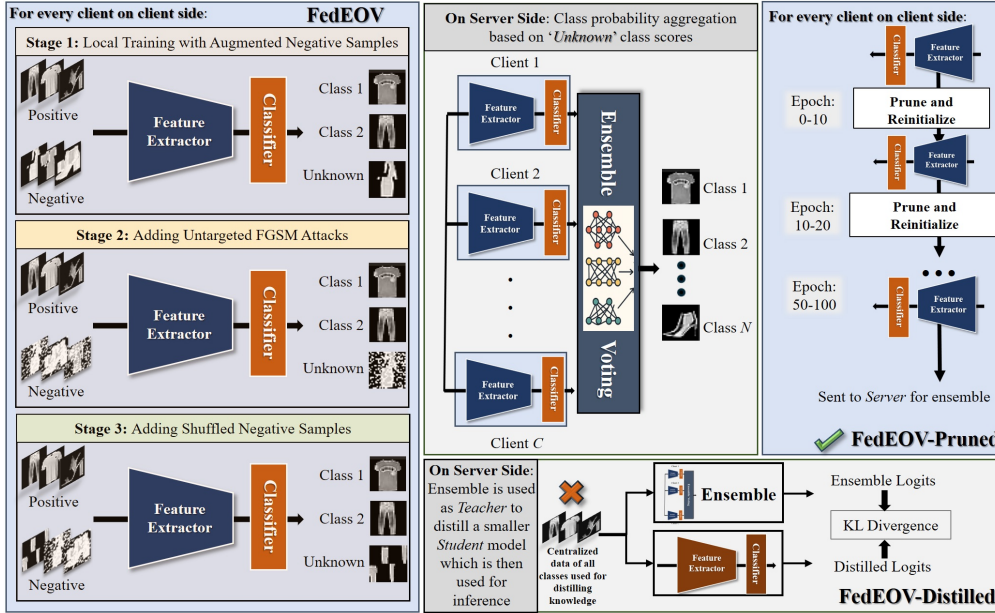 For every client on client side:
FedEOV
Stage 1: Local Training with Augmented Negative Samples
Positive
Negative
Feature
Extractor
Classifier
Class 1
Class 2
Unknown
Stage 2: Adding Untargeted FGSM Attacks
Positive
Negative
Feature
Extractor
Classifier
Class 1
Class 2
Unknown
Stage 3: Adding Shuffled Negative Samples
Positive
Negative
Feature
Extractor
Classifier
Class 1
Class 2
Unknown
On Server Side: Class probability aggregation
based on ‘Unknown’ class scores
Client 1
Feature
Extractor
Classifier
Client 2
Feature
Extractor
Classifier
Client C
Feature
Extractor
Classifier
Ensemble
Voting
Class 1
Class 2
Class N
For every client on client side:
Classifier
Feature
Extractor
Epoch:
0-10
Prune and
Reinitialize
Classifier
Feature
Extractor
Epoch:
10-20
Prune and
Reinitialize
Epoch:
50-100
Classifier
Feature
Extractor
Sent to Server for ensemble
FedEOV-Pruned
On Server Side:
Ensemble is used
as Teacher to
distill a smaller
Student model
which is then
used for
inference
Centralized
data of all
classes used for
distilling
knowledge
Ensemble
Feature
Extractor
Classifier
Ensemble Logits
KL Divergence
Distilled Logits
FedEOV-Distilled